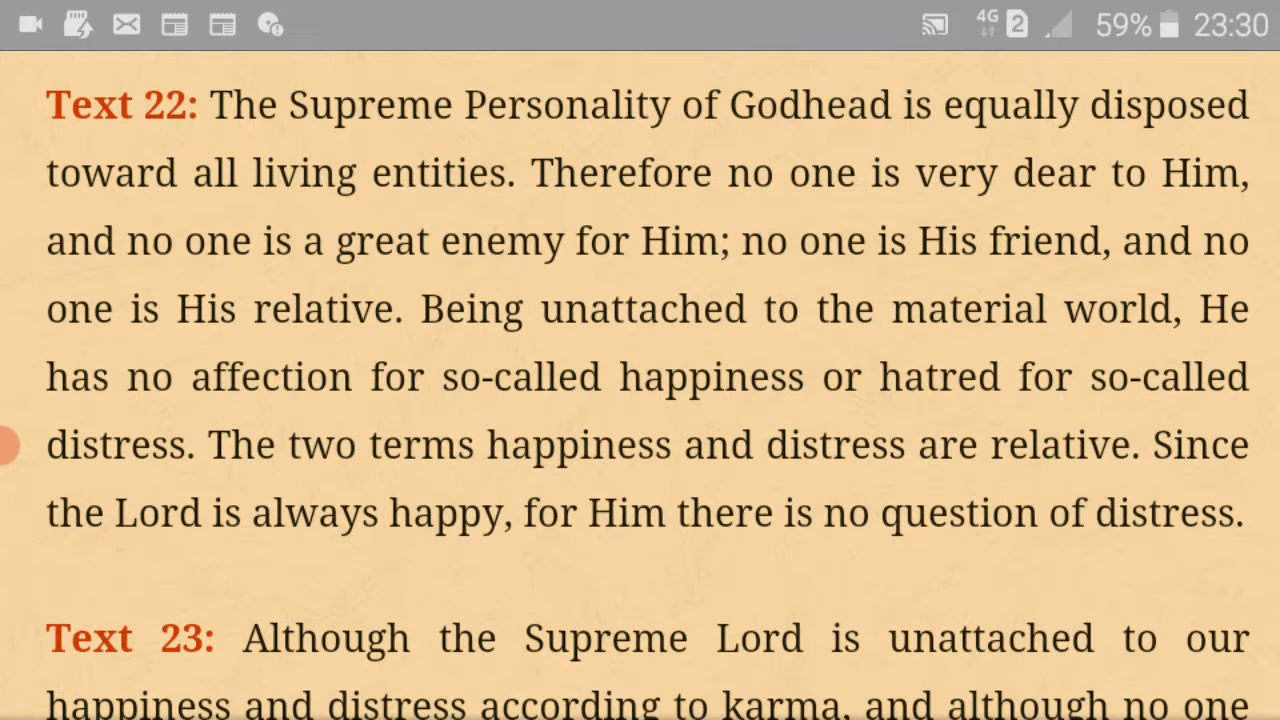 4G 2 59% 23:30
Text 22: The Supreme Personality of Godhead is equally disposed
toward all living entities. Therefore no one is very dear to Him,
and no one is a great enemy for Him; no one is His friend, and no
one is His relative. Being unattached to the material world, He
has no affection for so-called happiness or hatred for so-called
distress. The two terms happiness and distress are relative. Since
the Lord is always happy, for Him there is no question of distress.
Text 23: Although the Supreme Lord is unattached to our
happiness and distress according to karma, and although no one